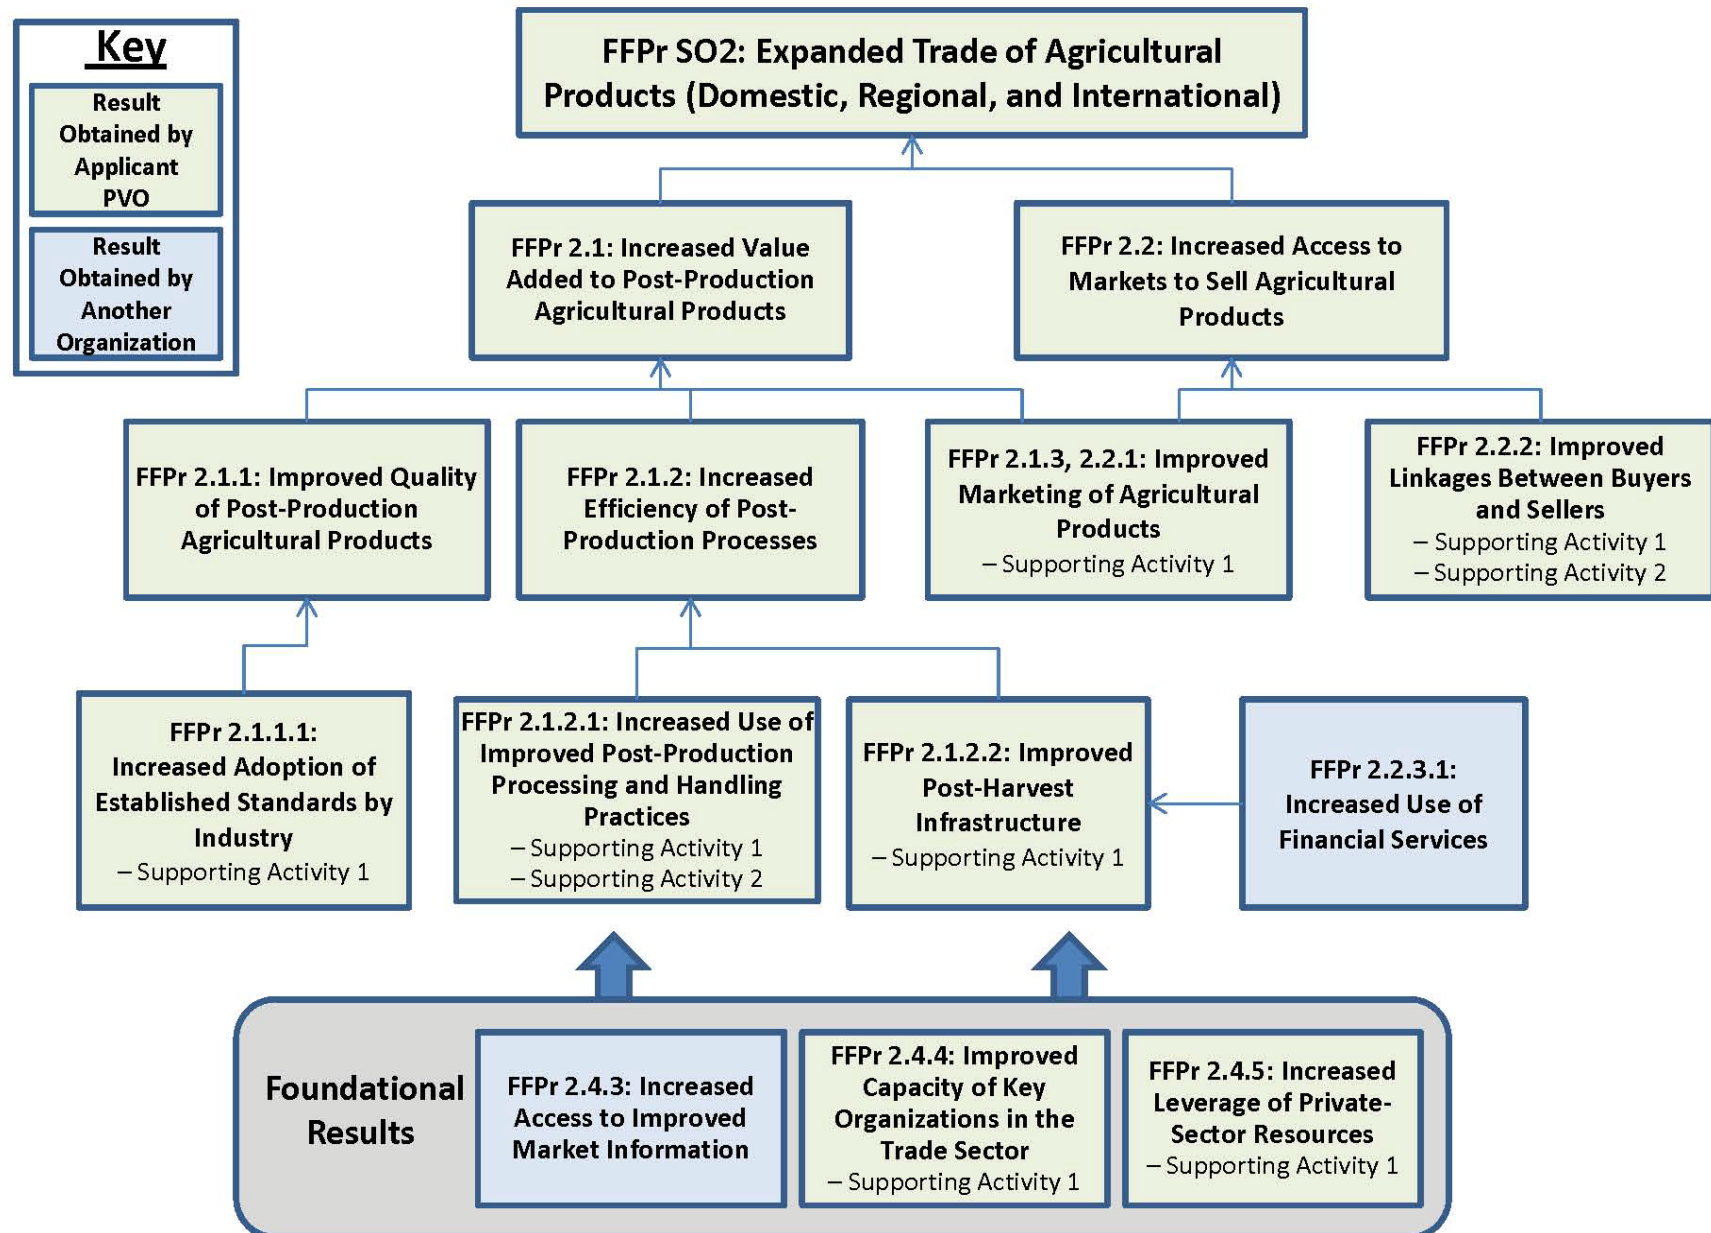 Key
Result
Obtained by
Applicant
PVO
Result
Obtained by
Another
Organization
FFPr SO2: Expanded Trade of Agricultural
Products (Domestic, Regional, and International)
FFPr 2.1: Increased Value
Added to Post-Production
Agricultural Products
FFPr 2.2: Increased Access to
Markets to Sell Agricultural
Products
FFPr 2.1.1: Improved Quality
of Post-Production
Agricultural Products
FFPr 2.1.2: Increased
Efficiency of Post-
Production Processes
FFPr 2.1.3, 2.2.1: Improved
Marketing of Agricultural
Products
– Supporting Activity 1
FFPr 2.2.2: Improved
Linkages Between Buyers
and Sellers
– Supporting Activity 1
– Supporting Activity 2
FFPr 2.1.1.1:
Increased Adoption of
Established Standards by
Industry
– Supporting Activity 1
FFPr 2.1.2.1: Increased Use of
Improved Post-Production
Processing and Handling
Practices
– Supporting Activity 1
– Supporting Activity 2
FFPr 2.1.2.2: Improved
Post-Harvest
Infrastructure
– Supporting Activity 1
FFPr 2.2.3.1:
Increased Use of
Financial Services
Foundational
Results
FFPr 2.4.3: Increased
Access to Improved
Market Information
FFPr 2.4.4: Improved
Capacity of Key
Organizations in the
Trade Sector
– Supporting Activity 1
FFPr 2.4.5: Increased
Leverage of Private-
Sector Resources
– Supporting Activity 1